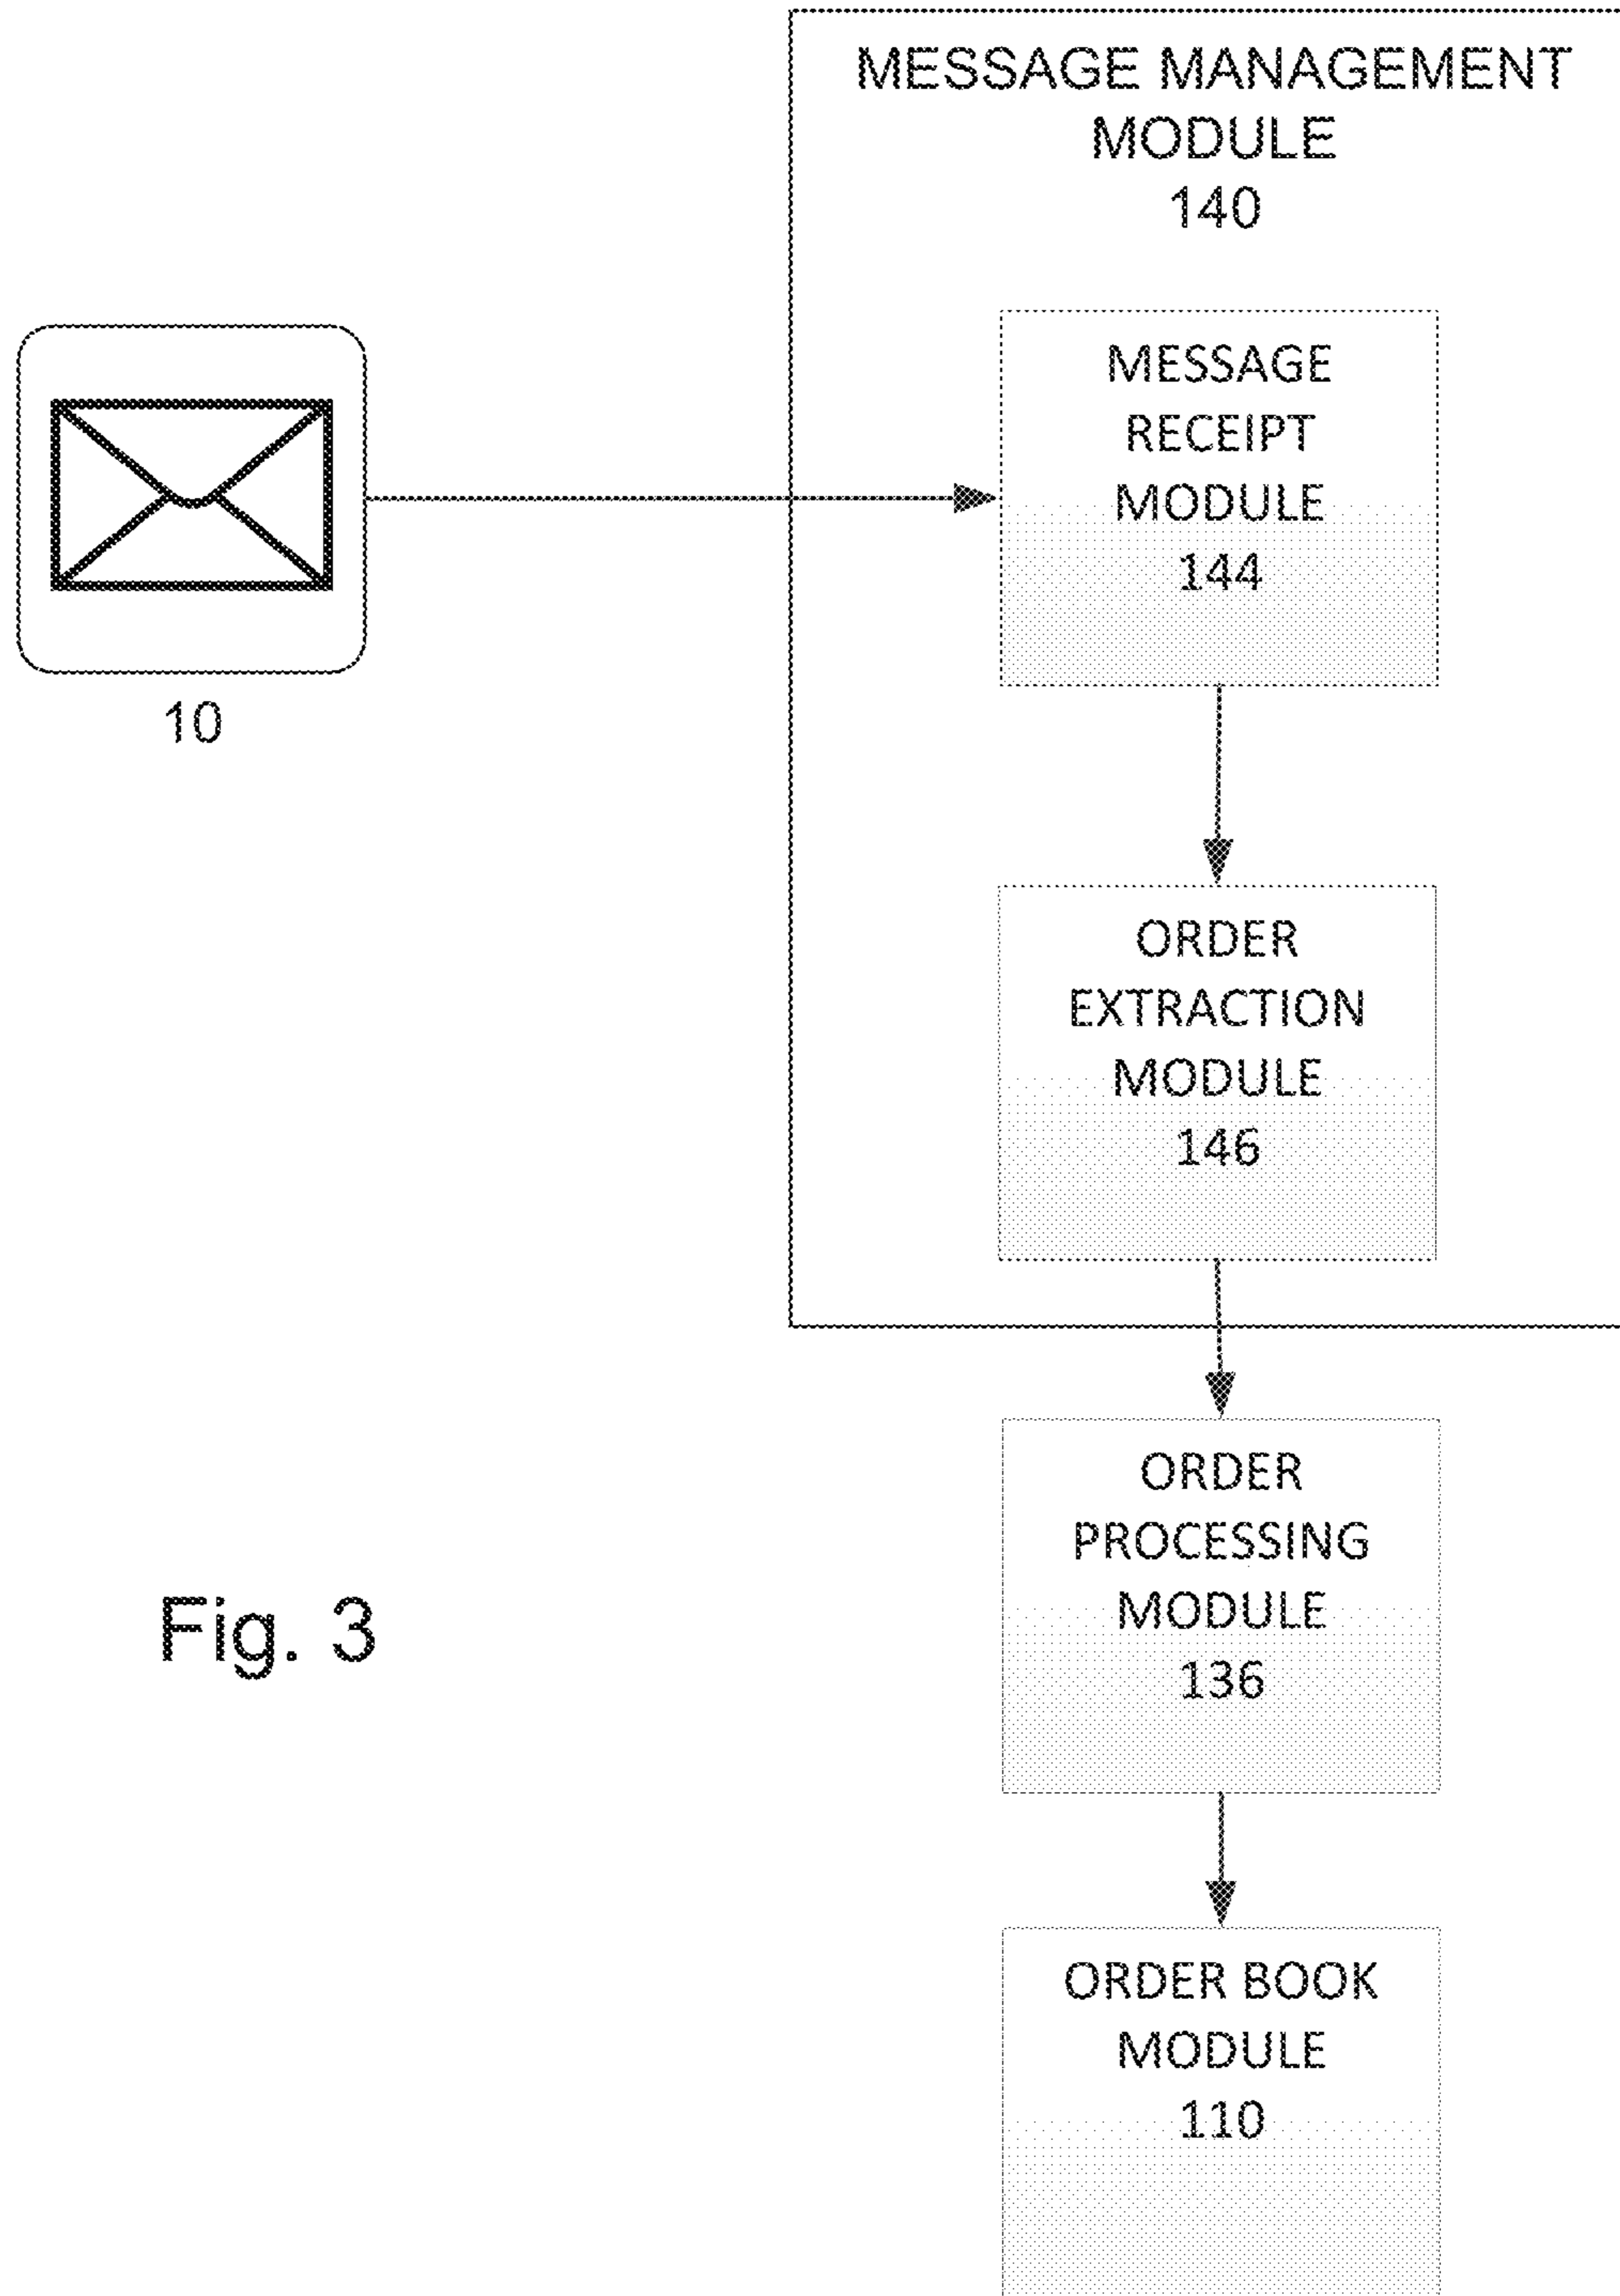 MESSAGE MANAGEMENT
MODULE
140
MESSAGE
RECEIPT
MODULE
144
10
ORDER
EXTRACTION
MODULE
146
ORDER
PROCESSING
MODULE
136
Fig. 3
ORDER BOOK
MODULE
110